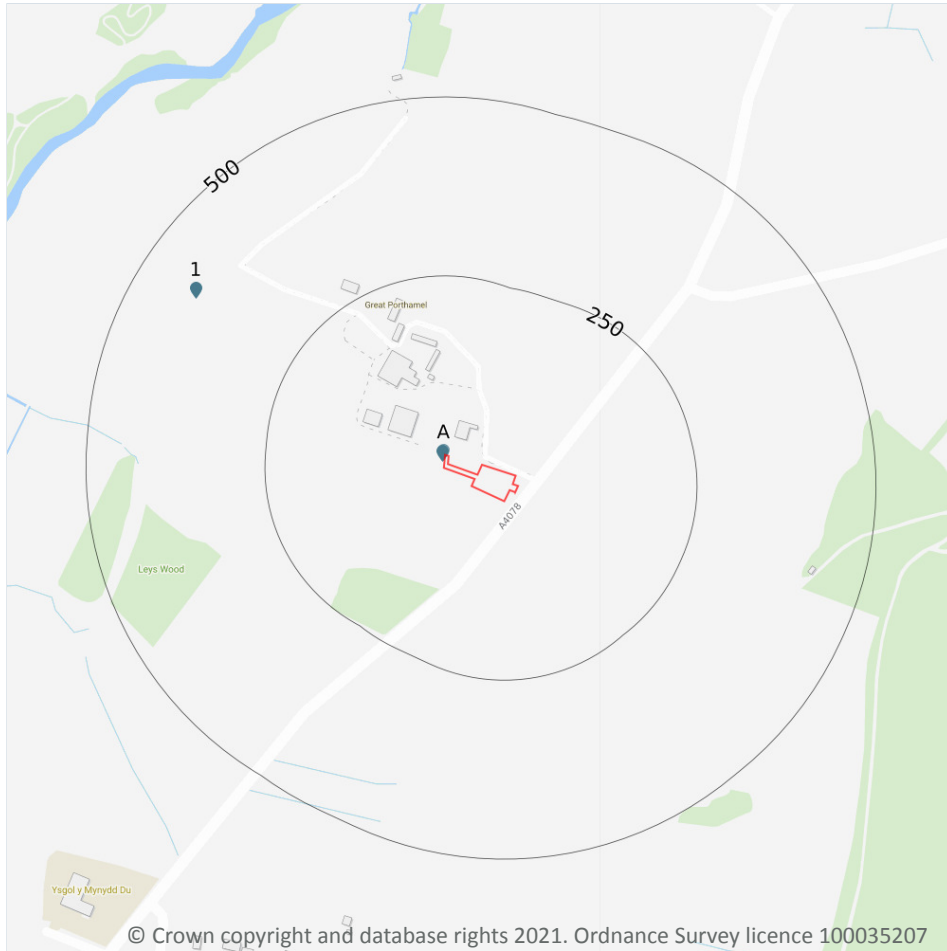 500
1
Great Porthamel
250
A
A4078
Leys Wood
Ysgol y Mynydd Du
© Crown copyright and database rights 2021. Ordnance Survey licence 100035207